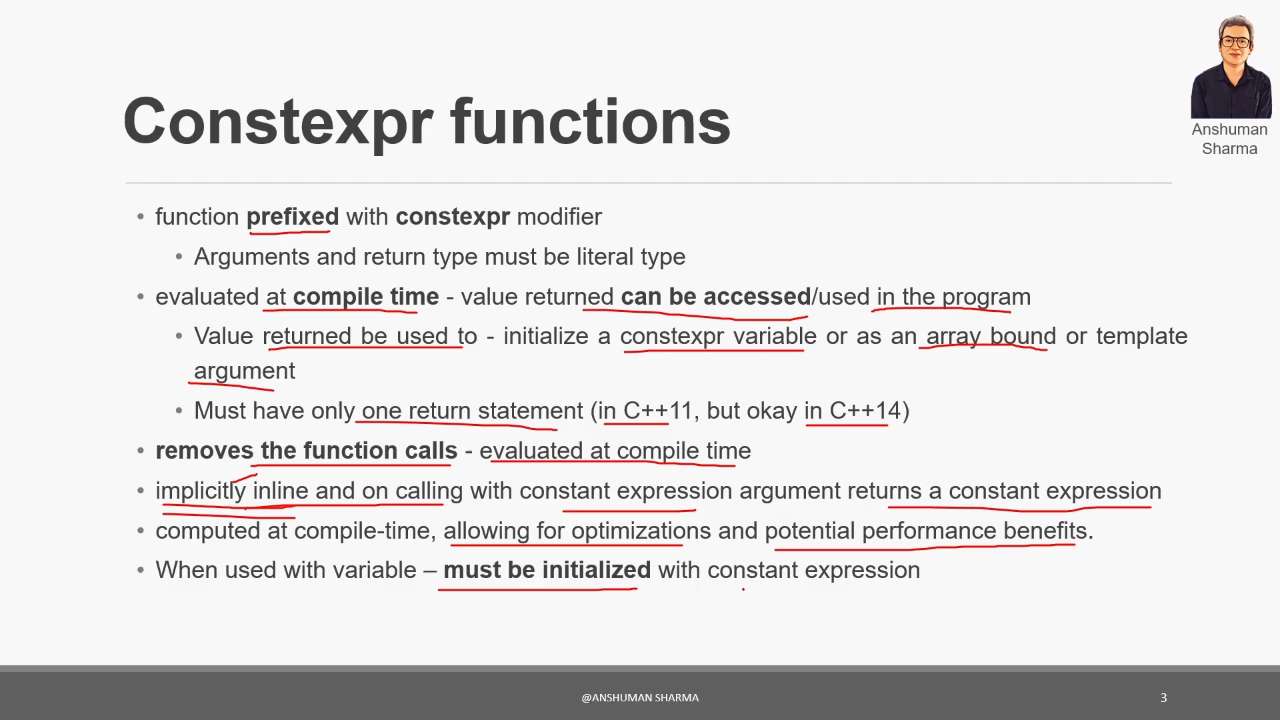 Anshuman
Sharma
Constexpr functions
• function prefixed with constexpr modifier
• Arguments and return type must be literal type
• evaluated at compile time - value returned can be accessed/used in the program
• Value returned be used to - initialize a constexpr variable or as an array bound or template
argument
• Must have only one return statement (in C++11, but okay in C++14)
• removes the function calls - evaluated at compile time
• implicitly inline and on calling with constant expression argument returns a constant expression
• computed at compile-time, allowing for optimizations and potential performance benefits.
• When used with variable – must be initialized with constant expression
@ANSHUMAN SHARMA
3